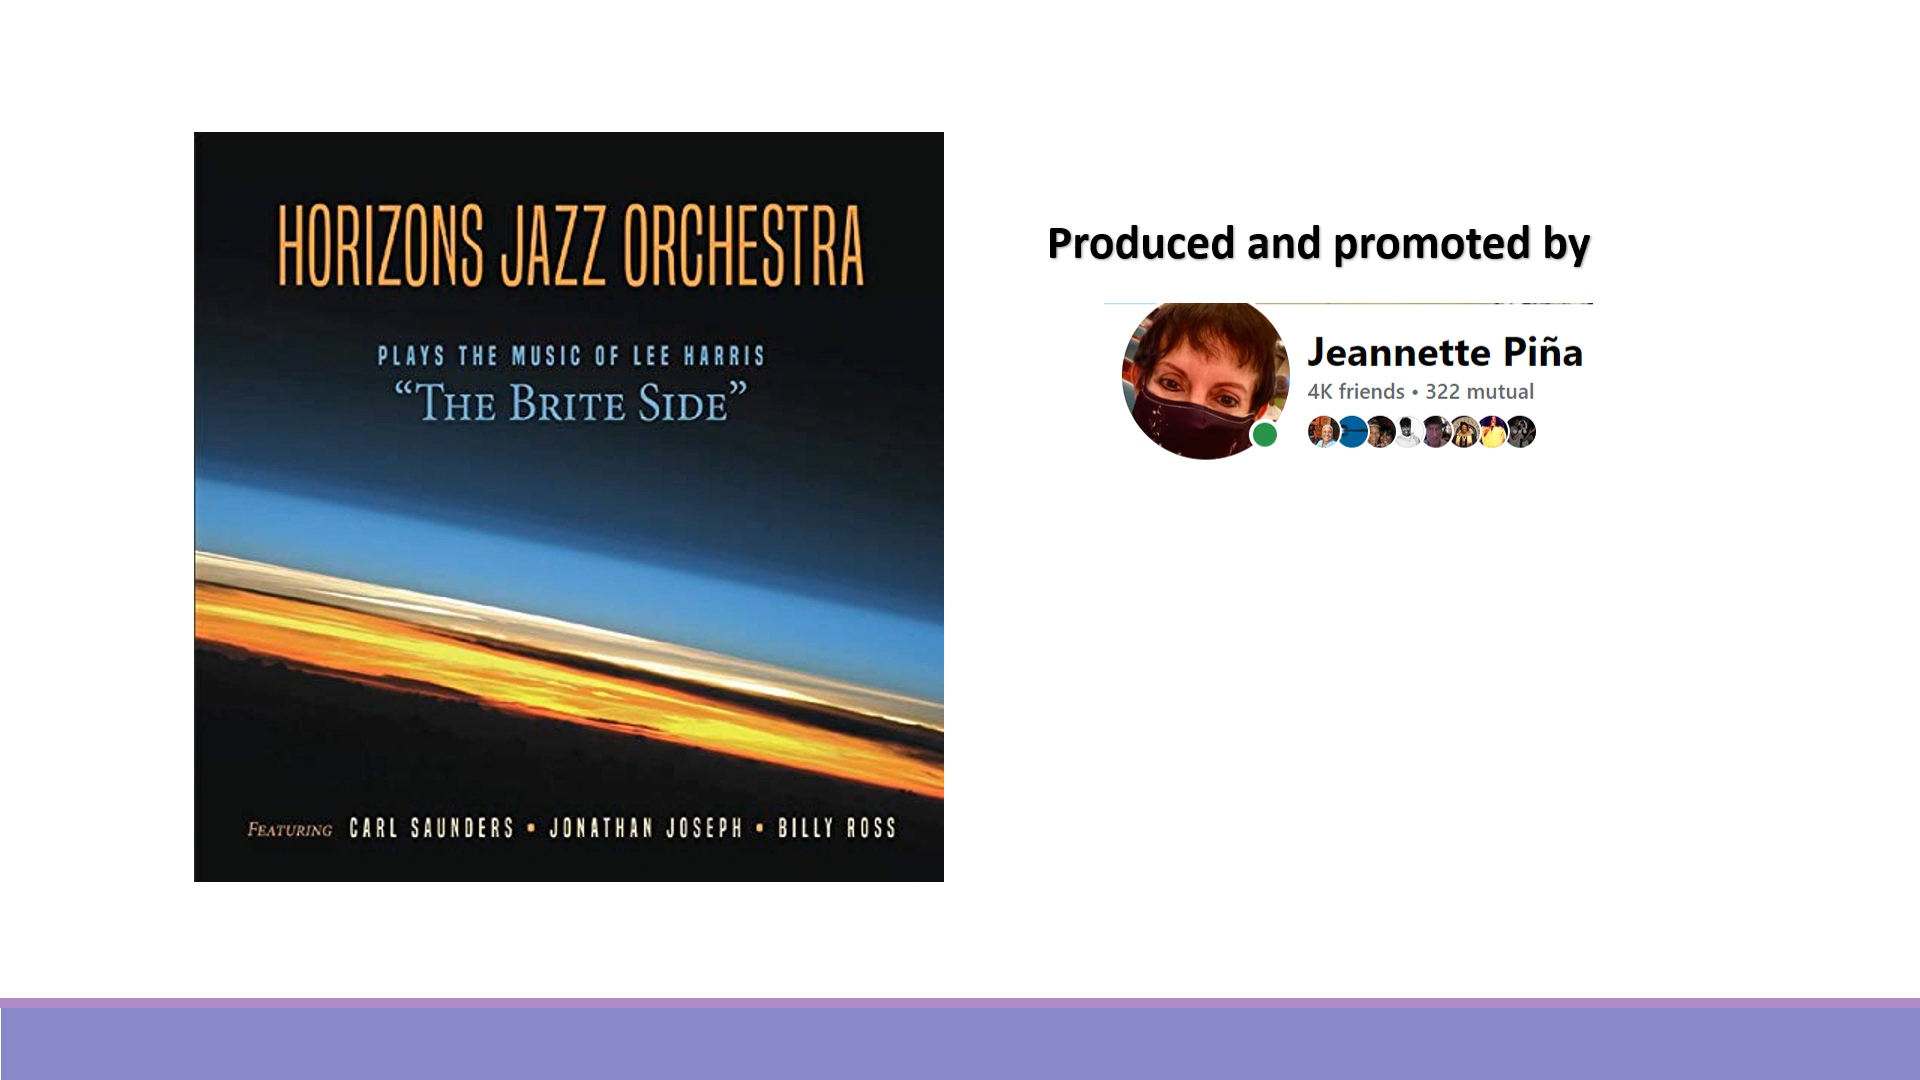 HORIZONS JAZZ ORCHESTRA
PLAYS THE MUSIC OF LEE HARRIS
“THE BRITE SIDE”
FEATURING CARL SAUNDERS • JONATHAN JOSEPH • BILLY ROSS
Produced and promoted by
Jeannette Piña
4K friends • 322 mutual